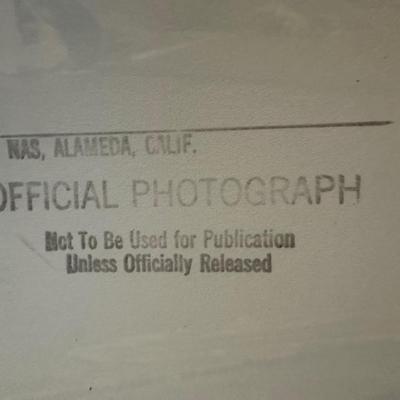 NAS, ALAMEDA, CALIF.
OFFICIAL PHOTOGRAPH
Not To Be Used for Publication
Unless Officially Released